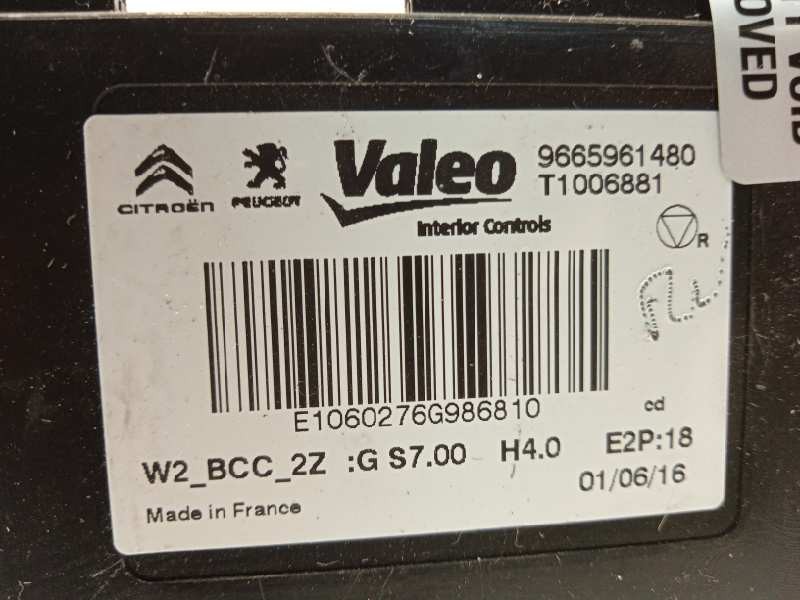 VOID
OVED
CITROËN
PEUGEOT
Valeo
Interior Controls
9665961480
T1006881
R
E1060276G986810
cd
W2_BCC_2Z :G S7.00 H4.0 E2P:18
01/06/16
Made in France